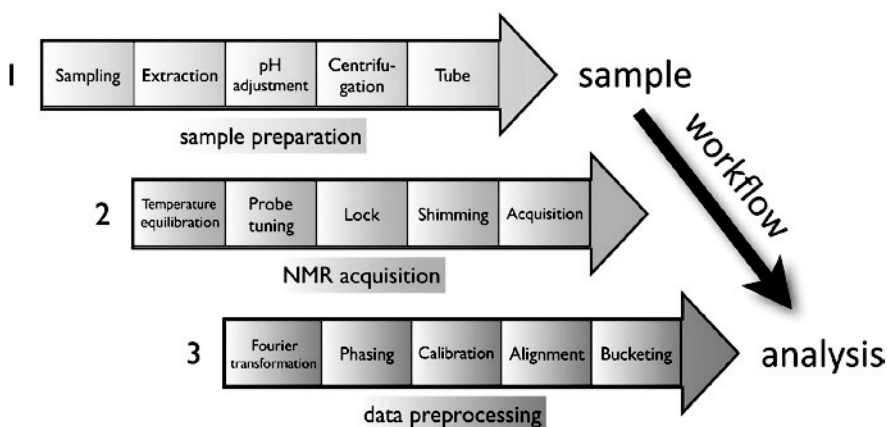 1
Sampling
Extraction
pH
adjustment
Centrifu-
gation
Tube
sample
sample preparation
workflow
2
Temperature
equilibration
Probe
tuning
Lock
Shimming
Acquisition
NMR acquisition
3
Fourier
transformation
Phasing
Calibration
Alignment
Bucketing
analysis
data preprocessing